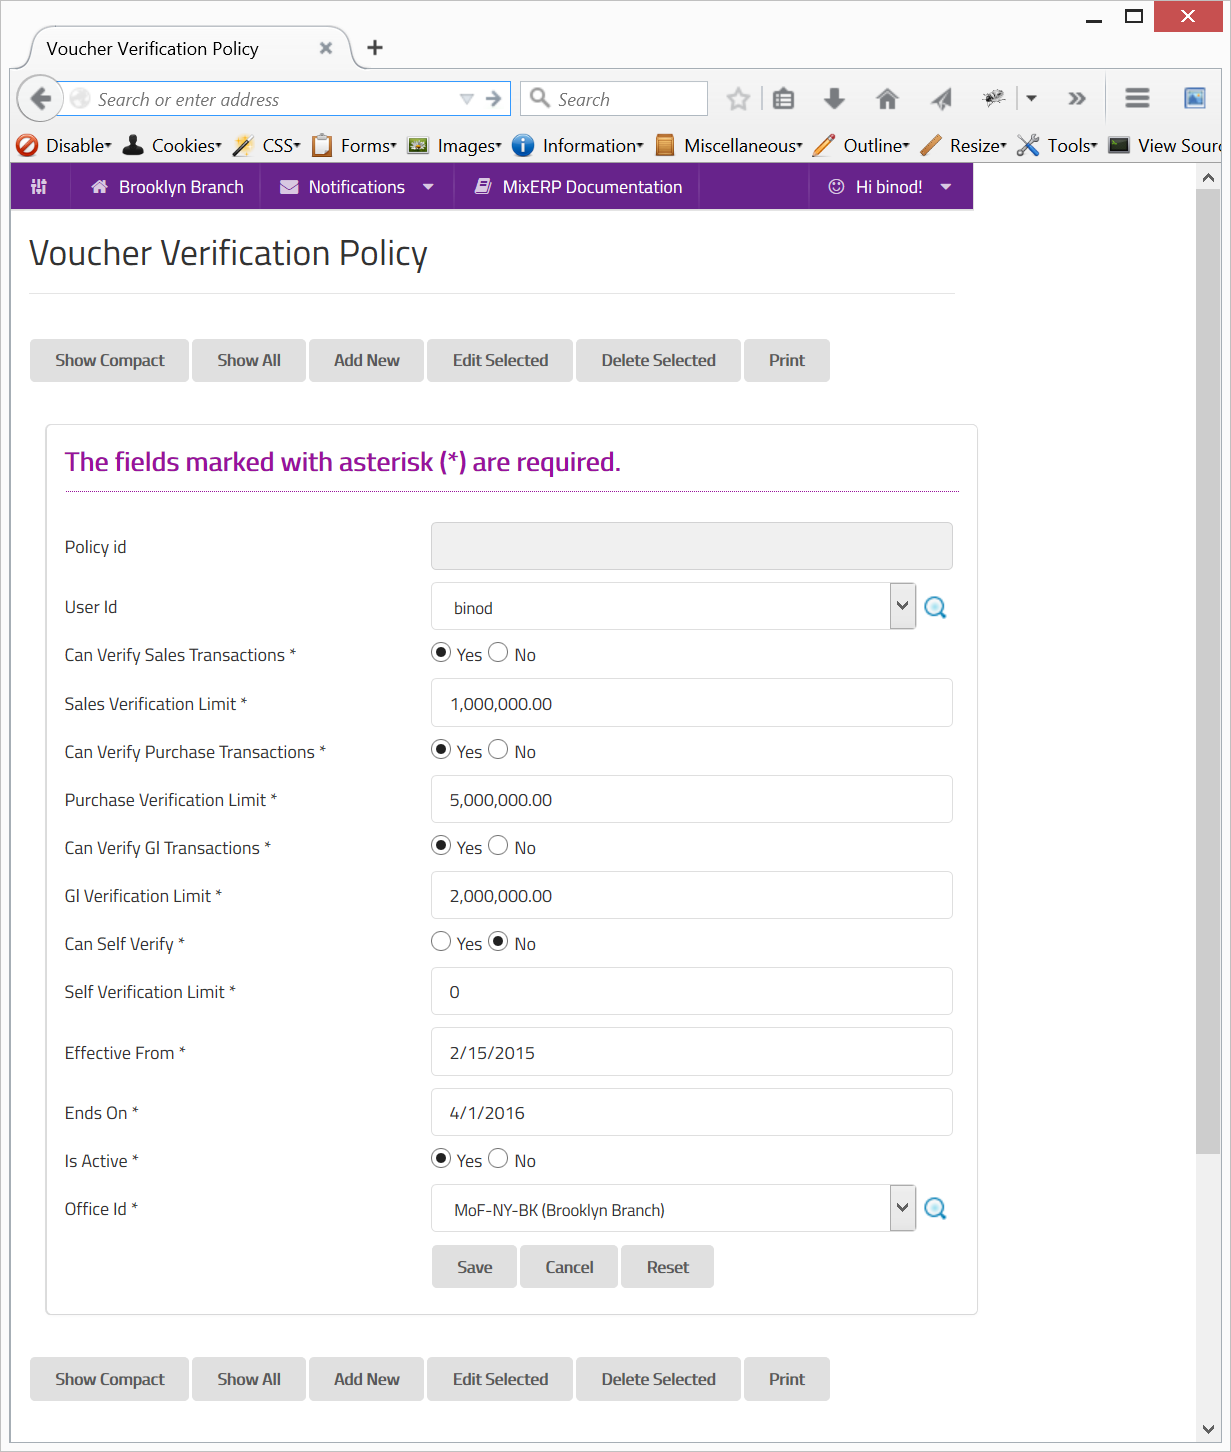 Voucher Verification Policy
Search or enter address
Search
Disable Cookies CSS Forms Images Information Miscellaneous Outline Resize Tools View Sour
Brooklyn Branch Notifications MixERP Documentation Hi binod!
Voucher Verification Policy
Show Compact Show All Add New Edit Selected Delete Selected Print
The fields marked with asterisk (*) are required.
Policy id
User Id binod
Can Verify Sales Transactions * Yes No
Sales Verification Limit * 1,000,000.00
Can Verify Purchase Transactions * Yes No
Purchase Verification Limit * 5,000,000.00
Can Verify Gl Transactions * Yes No
Gl Verification Limit * 2,000,000.00
Can Self Verify * Yes No
Self Verification Limit * 0
Effective From * 2/15/2015
Ends On * 4/1/2016
Is Active * Yes No
Office Id * MoF-NY-BK (Brooklyn Branch)
Save Cancel Reset
Show Compact Show All Add New Edit Selected Delete Selected Print